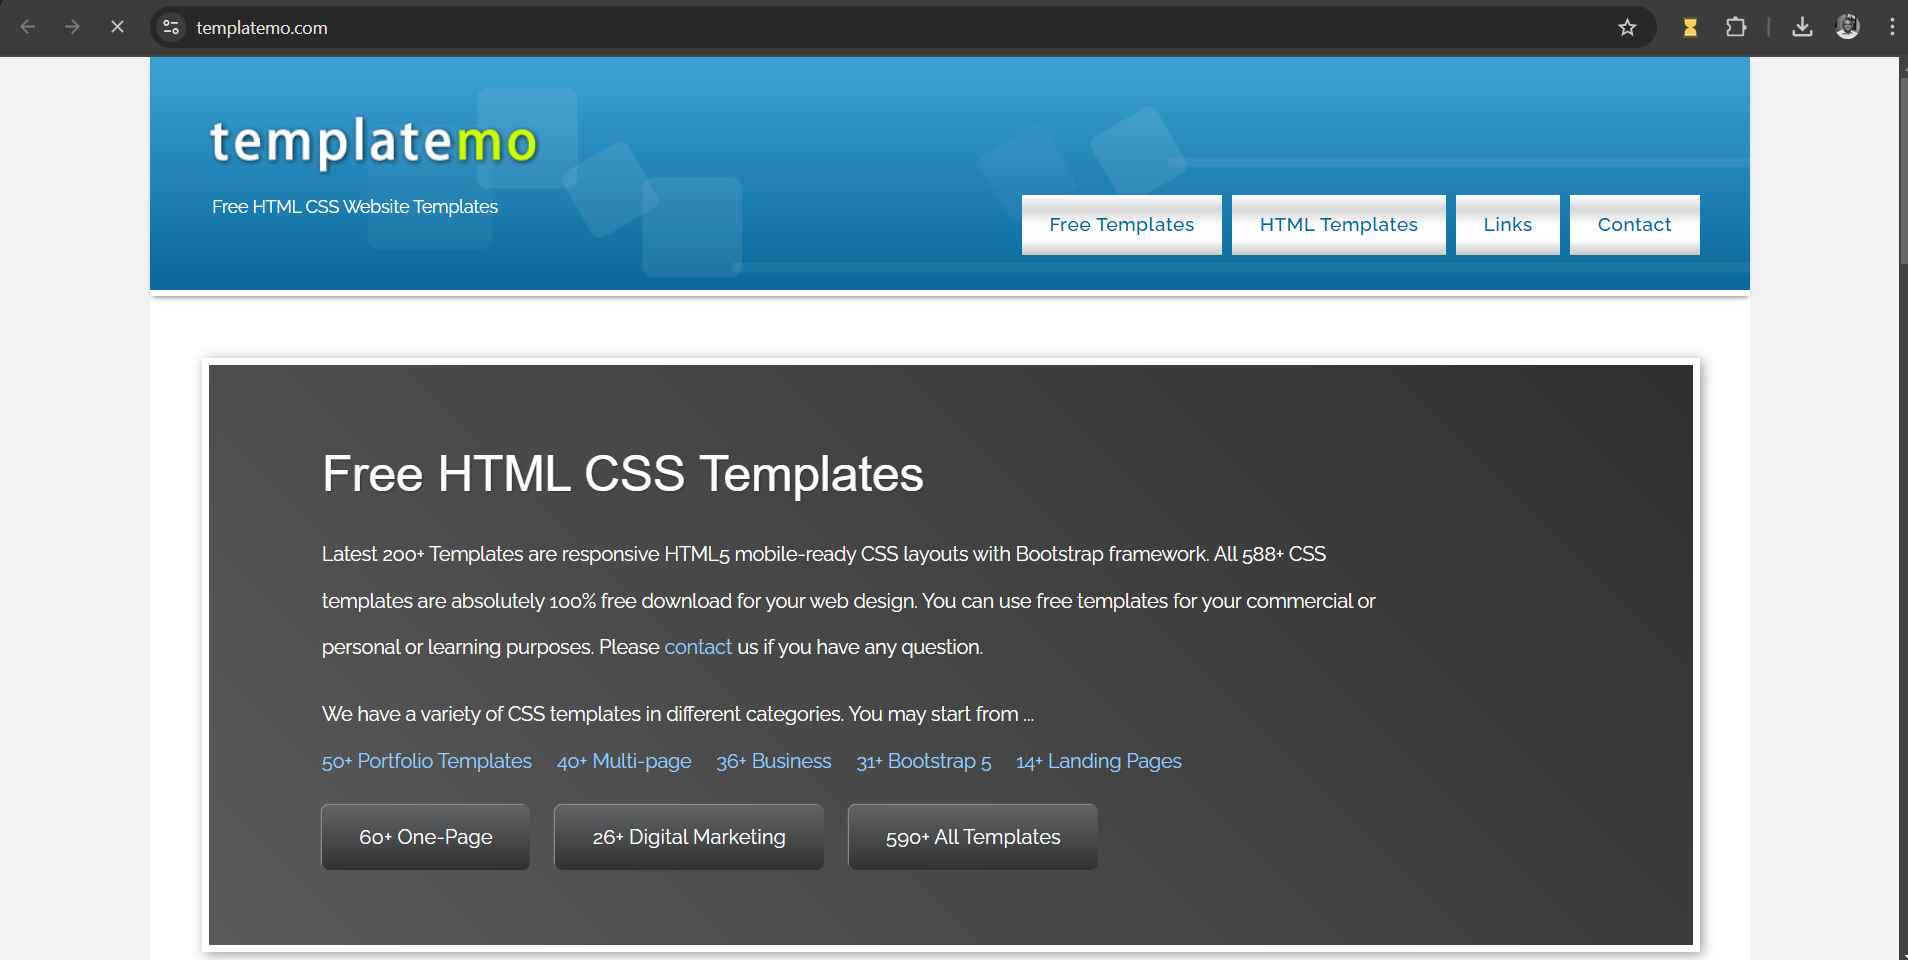 templatemo.com
templatemo
Free HTML CSS Website Templates
Free Templates
HTML Templates
Links
Contact
Free HTML CSS Templates
Latest 200+ Templates are responsive HTML5 mobile-ready CSS layouts with Bootstrap framework. All 588+ CSS
templates are absolutely 100% free download for your web design. You can use free templates for your commercial or
personal or learning purposes. Please contact us if you have any question.
We have a variety of CSS templates in different categories. You may start from ...
50+ Portfolio Templates 40+ Multi-page 36+ Business 31+ Bootstrap 5 14+ Landing Pages
60+ One-Page
26+ Digital Marketing
590+ All Templates